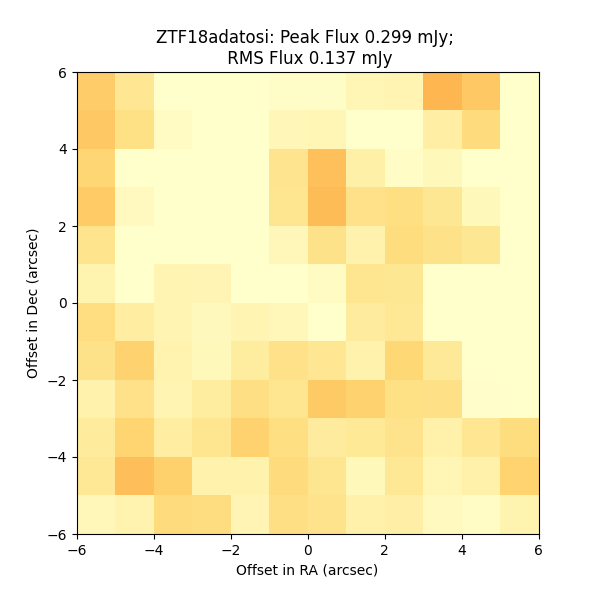 ZTF18adatosi: Peak Flux 0.299 mJy;
RMS Flux 0.137 mJy
6
4
2
0
−2
−4
−6
Offset in Dec (arcsec)
−6 −4 −2 0 2 4 6
Offset in RA (arcsec)